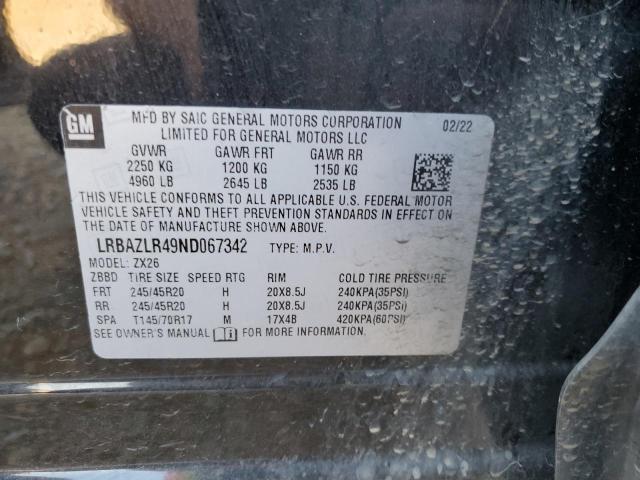 GM
MFD BY SAIC GENERAL MOTORS CORPORATION 02/22
LIMITED FOR GENERAL MOTORS LLC
GVWR GAWR FRT GAWR RR
2250 KG 1200 KG 1150 KG
4960 LB 2645 LB 2535 LB
THIS VEHICLE CONFORMS TO ALL APPLICABLE U.S. FEDERAL MOTOR
VEHICLE SAFETY AND THEFT PREVENTION STANDARDS IN EFFECT ON
THE DATE OF MANUFACTURE SHOWN ABOVE.
LRBAZLR49ND067342 TYPE: M.P.V.
MODEL: ZX26
ZBBD TIRE SIZE SPEED RTG RIM COLD TIRE PRESSURE
FRT 245/45R20 H 20X8.5J 240KPA(35PSI)
RR 245/45R20 H 20X8.5J 240KPA(35PSI)
SPA T145/70R17 M 17X4B 420KPA(60PSI)
SEE OWNER'S MANUAL FOR MORE INFORMATION.